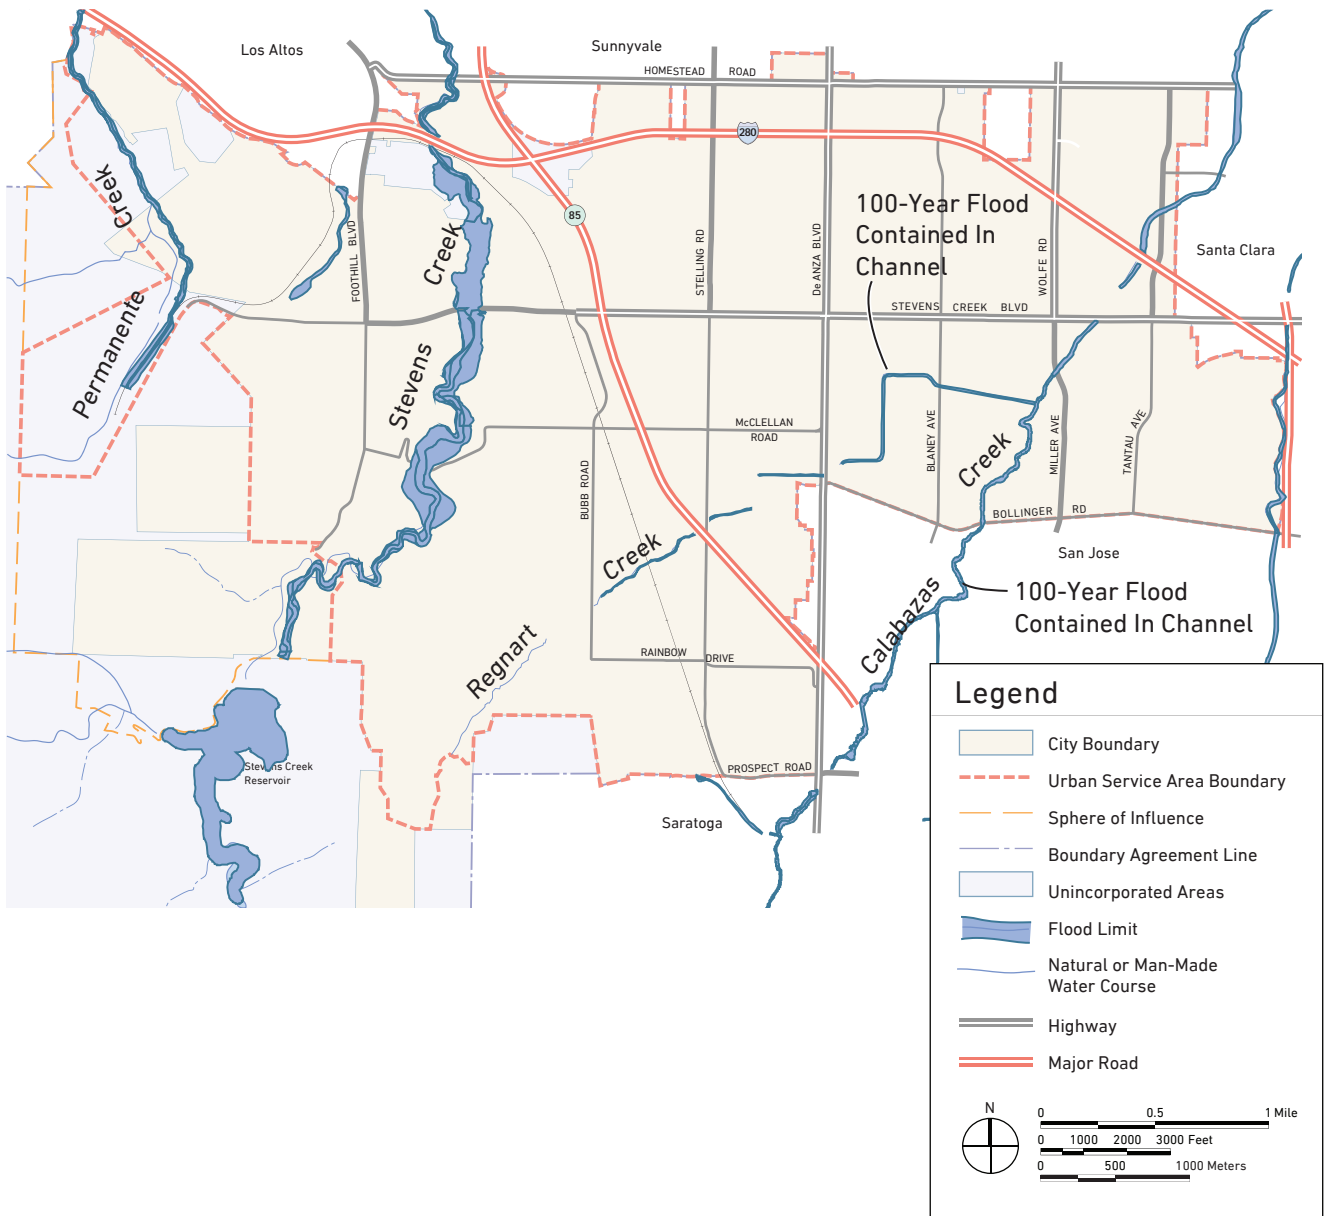 Los Altos
Sunnyvale
HOMESTEAD ROAD
280
85
Santa Clara
100-Year Flood
Contained In
Channel
Permanente
Creek
Stevens
Creek
FOOTHILL BLVD
STELLING RD
De ANZA BLVD
WOLFE RD
STEVENS CREEK BLVD
McCLELLAN
ROAD
BUBB ROAD
BLANEY AVE
MILLER AVE
TANTAU AVE
BOLLINGER RD
San Jose
Calabazas
Creek
100-Year Flood
Contained In Channel
Regnart
Creek
RAINBOW DRIVE
PROSPECT ROAD
Saratoga
Stevens Creek
Reservoir
Legend
City Boundary
Urban Service Area Boundary
Sphere of Influence
Boundary Agreement Line
Unincorporated Areas
Flood Limit
Natural or Man-Made
Water Course
Highway
Major Road
N
0 0.5 1 Mile
0 1000 2000 3000 Feet
0 500 1000 Meters